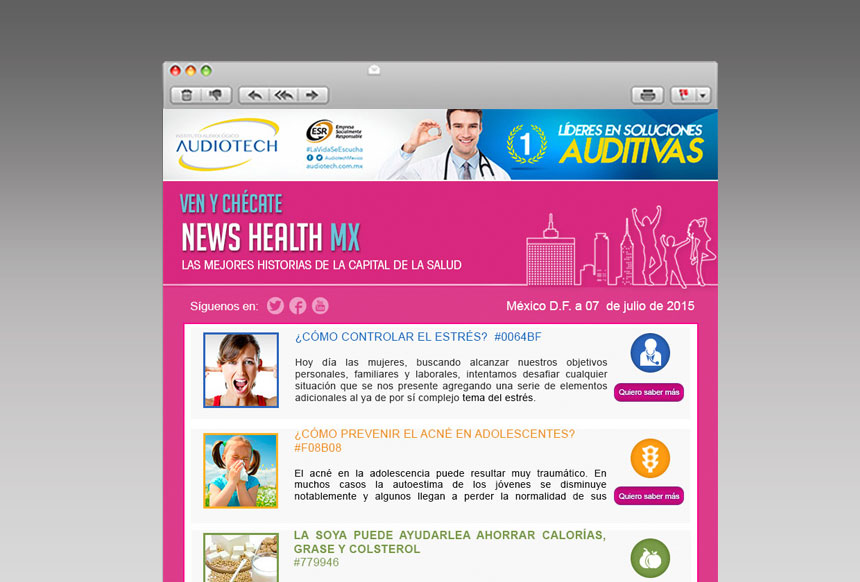 INSTITUTO AUDIOLÓGICO
AUDIOTECH
ESR
Empresa
Socialmente
Responsable
#LaVidaSeEscucha
AudiotechMexico
audiotech.com.mx
1
LÍDERES EN SOLUCIONES
AUDITIVAS
VEN Y CHÉCATE
NEWS HEALTH MX
LAS MEJORES HISTORIAS DE LA CAPITAL DE LA SALUD
Síguenos en:
México D.F. a 07 de julio de 2015
¿CÓMO CONTROLAR EL ESTRÉS? #0064BF
Hoy día las mujeres, buscando alcanzar nuestros objetivos
personales, familiares y laborales, intentamos desafiar cualquier
situación que se nos presente agregando una serie de elementos
adicionales al ya de por sí complejo tema del estrés.
Quiero saber más
¿CÓMO PREVENIR EL ACNÉ EN ADOLESCENTES?
#F08B08
El acné en la adolescencia puede resultar muy traumático. En
muchos casos la autoestima de los jóvenes se disminuye
notablemente y algunos llegan a perder la normalidad de sus
Quiero saber más
LA SOYA PUEDE AYUDARLEA AHORRAR CALORÍAS,
GRASE Y COLSTEROL
#779946